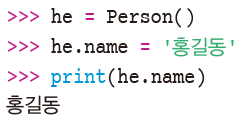 >>> he = Person()
>>> he.name = '홍길동'
>>> print(he.name)
홍길동